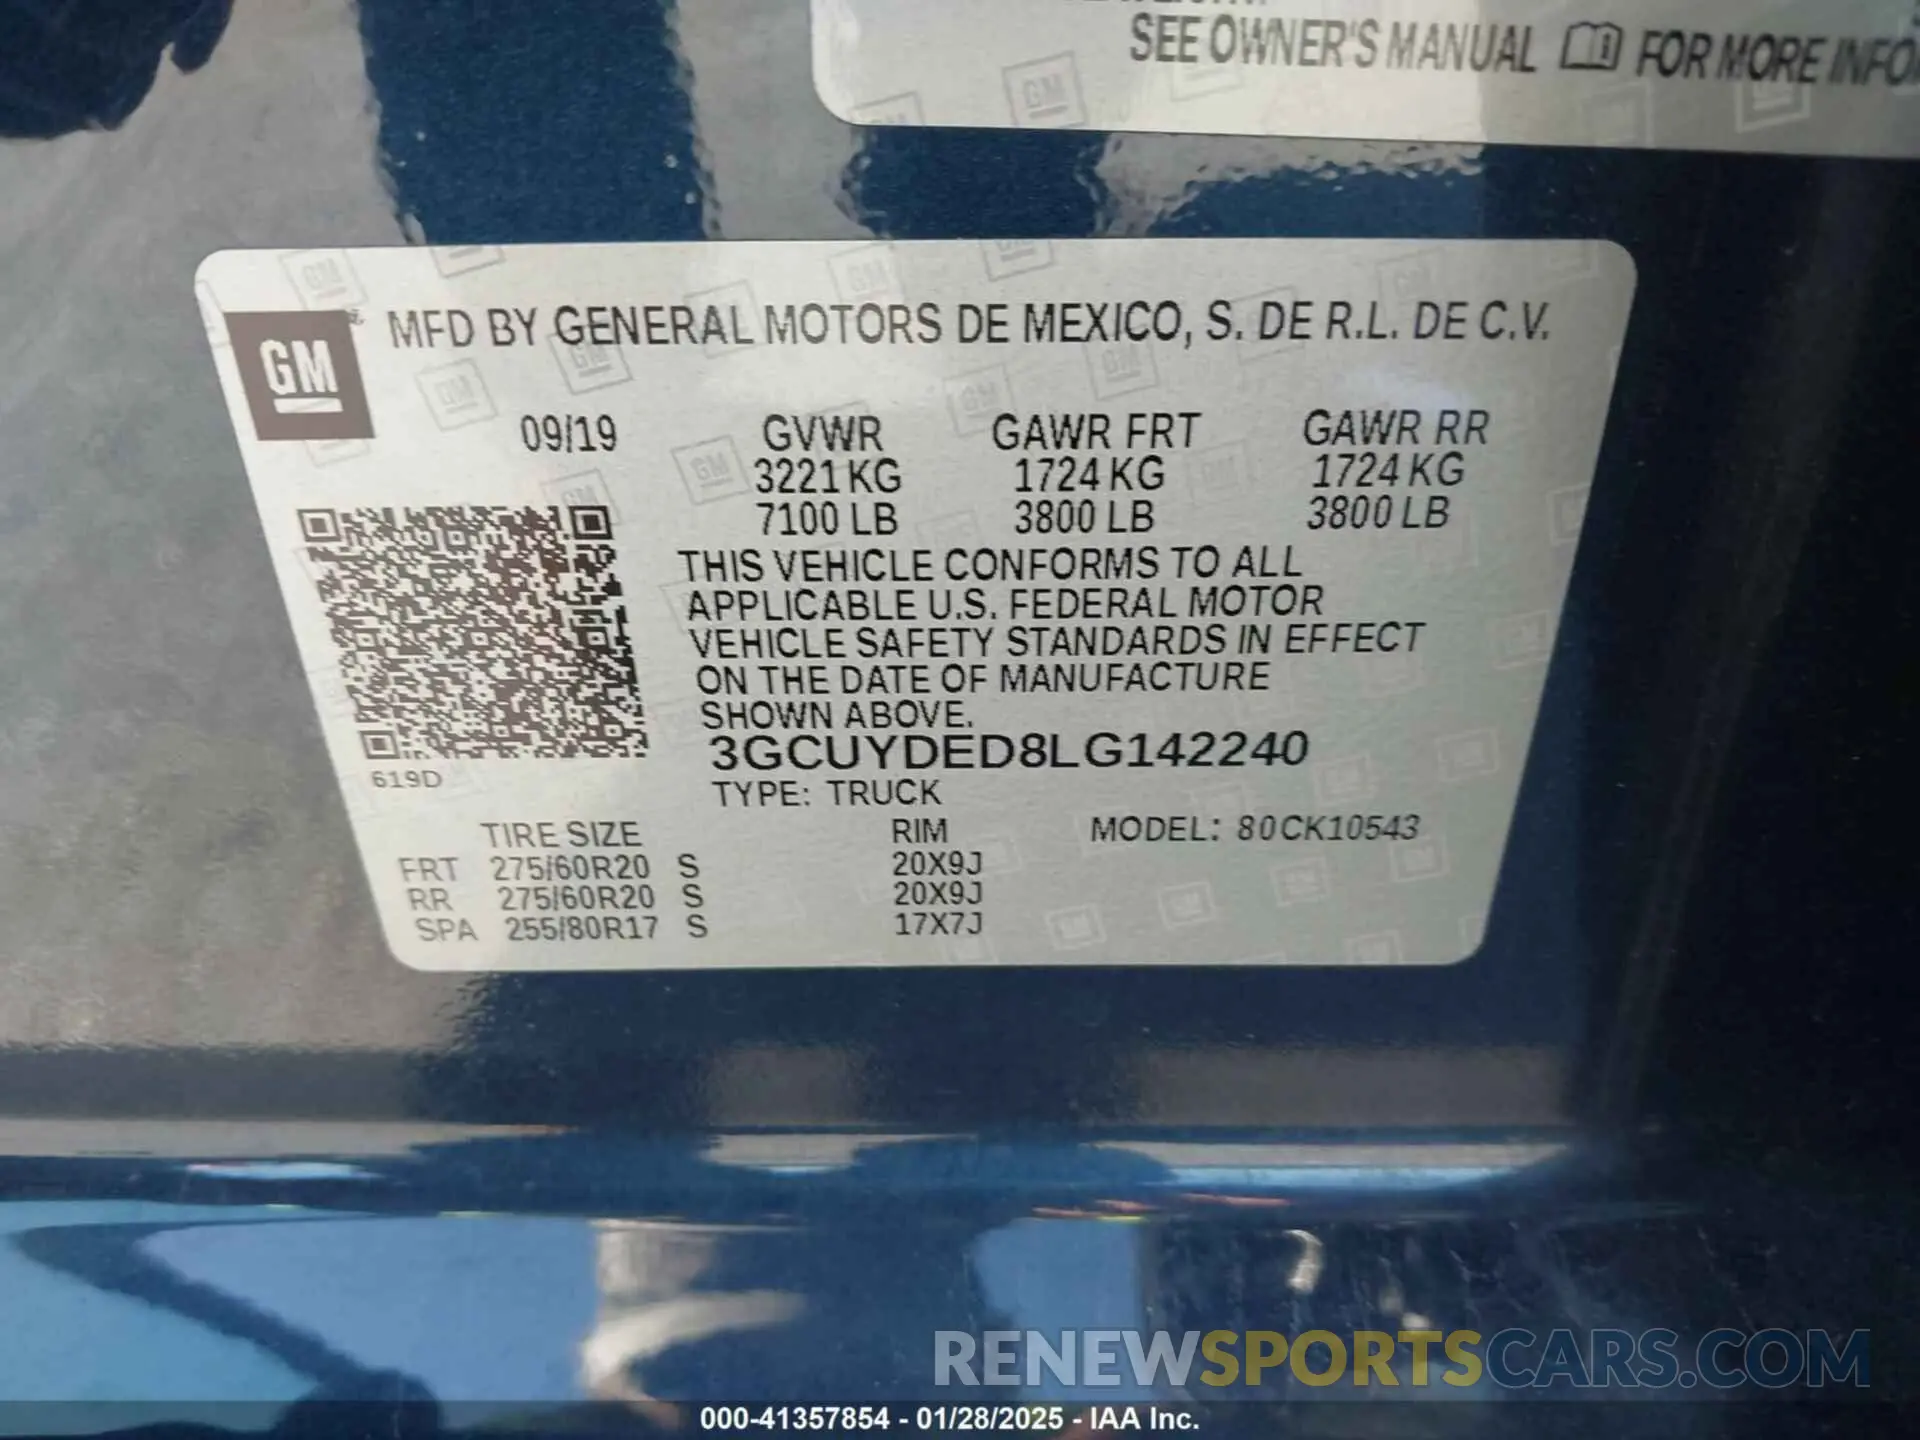 SEE OWNER'S MANUAL FOR MORE
GM
MFD BY GENERAL MOTORS DE MEXICO, S. DE R.L. DE C.V.
09/19 GVWR GAWR FRT GAWR RR
3221 KG 1724 KG 1724 KG
7100 LB 3800 LB 3800 LB
THIS VEHICLE CONFORMS TO ALL
APPLICABLE U.S. FEDERAL MOTOR
VEHICLE SAFETY STANDARDS IN EFFECT
ON THE DATE OF MANUFACTURE
SHOWN ABOVE.
3GCUYDED8LG142240
619D
TYPE: TRUCK
TIRE SIZE RIM MODEL: 80CK10543
FRT 275/60R20 S 20X9J
RR 275/60R20 S 20X9J
SPA 255/80R17 S 17X7J
RENEWSPORTSCARS.COM
000-41357854 - 01/28/2025 - IAA Inc.